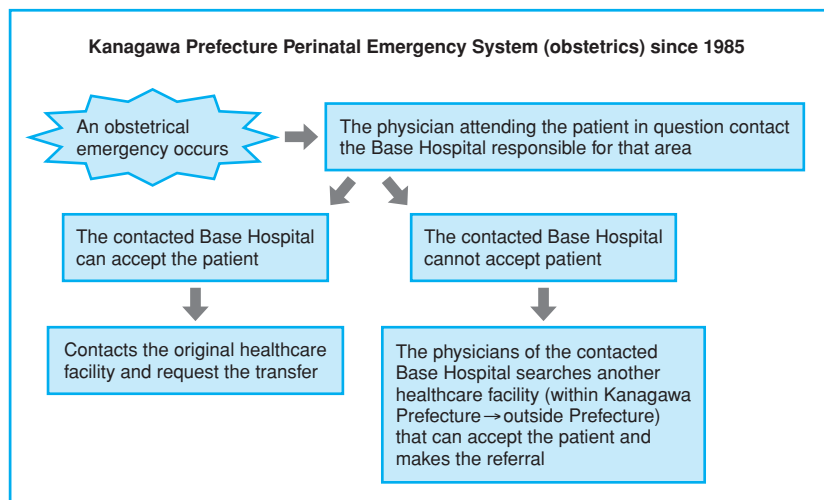 Kanagawa Prefecture Perinatal Emergency System (obstetrics) since 1985
An obstetrical
emergency occurs
The physician attending the patient in question contact
the Base Hospital responsible for that area
The contacted Base Hospital
can accept the patient
The contacted Base Hospital
cannot accept patient
Contacts the original healthcare
facility and request the transfer
The physicians of the contacted
Base Hospital searches another
healthcare facility (within Kanagawa
Prefecture→outside Prefecture)
that can accept the patient and
makes the referral